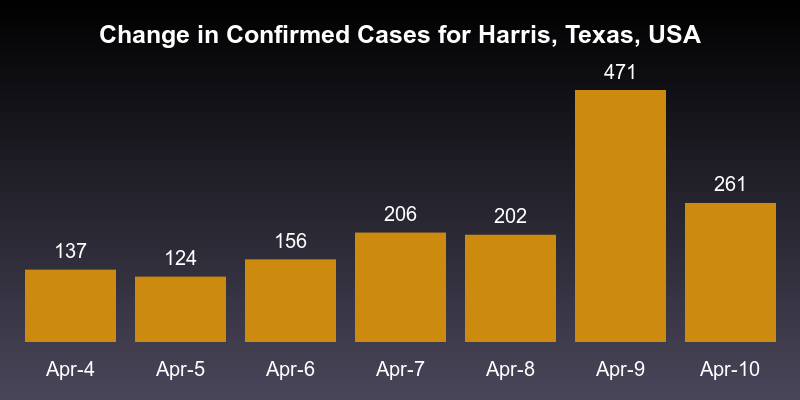 Change in Confirmed Cases for Harris, Texas, USA
137
124
156
206
202
471
261
Apr-4
Apr-5
Apr-6
Apr-7
Apr-8
Apr-9
Apr-10